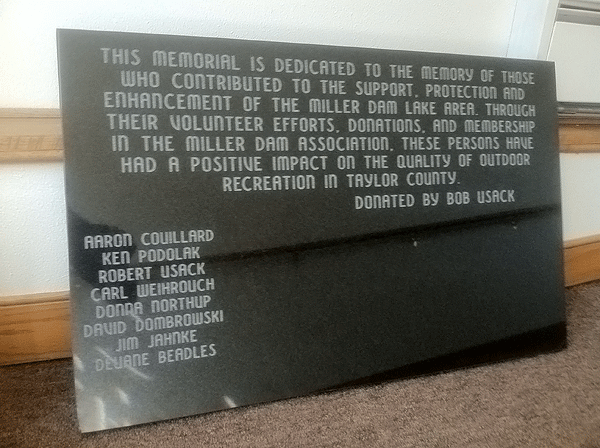 THIS MEMORIAL IS DEDICATED TO THE MEMORY OF THOSE
WHO CONTRIBUTED TO THE SUPPORT, PROTECTION AND
ENHANCEMENT OF THE MILLER DAM LAKE AREA. THROUGH
THEIR VOLUNTEER EFFORTS, DONATIONS, AND MEMBERSHIP
IN THE MILLER DAM ASSOCIATION, THESE PERSONS HAVE
HAD A POSITIVE IMPACT ON THE QUALITY OF OUTDOOR
RECREATION IN TAYLOR COUNTY.
DONATED BY BOB USACK
AARON COUILLARD
KEN PODOLAK
ROBERT USACK
CARL WEIHROUCH
DONNA NORTHUP
DAVID DOMBROWSKI
JIM JAHNKE
DEUANE BEADLES